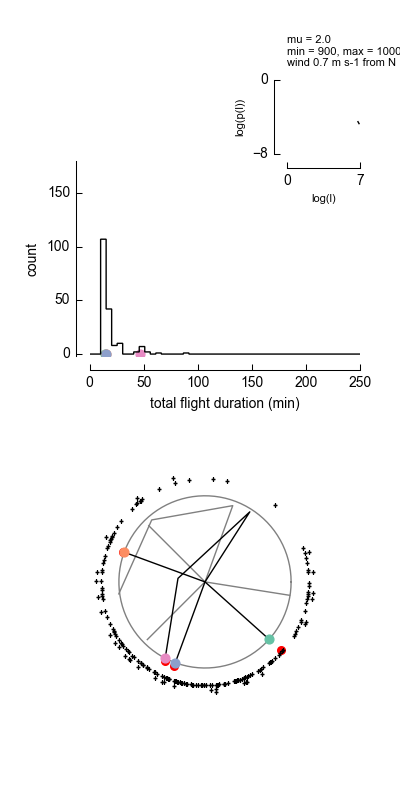 mu = 2.0
min = 900, max = 1000
wind 0.7 m s-1 from N
0
log(p(l))
−8
0
7
log(l)
150
100
50
0
count
0
50
100
150
200
250
total flight duration (min)